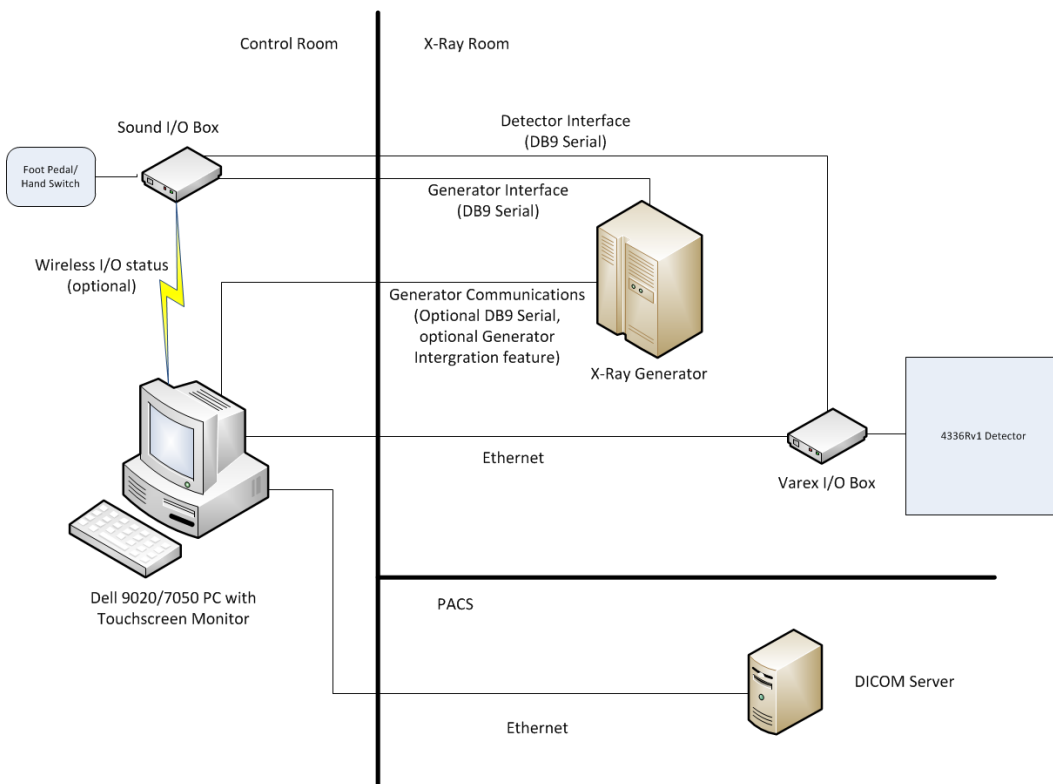 Control Room
X-Ray Room
Sound I/O Box
Detector Interface
(DB9 Serial)
Foot Pedal/
Hand Switch
Generator Interface
(DB9 Serial)
Wireless I/O status
(optional)
Generator Communications
(Optional DB9 Serial,
optional Generator
Intergration feature)
X-Ray Generator
4336Rv1 Detector
Ethernet
Varex I/O Box
Dell 9020/7050 PC with
Touchscreen Monitor
PACS
DICOM Server
Ethernet